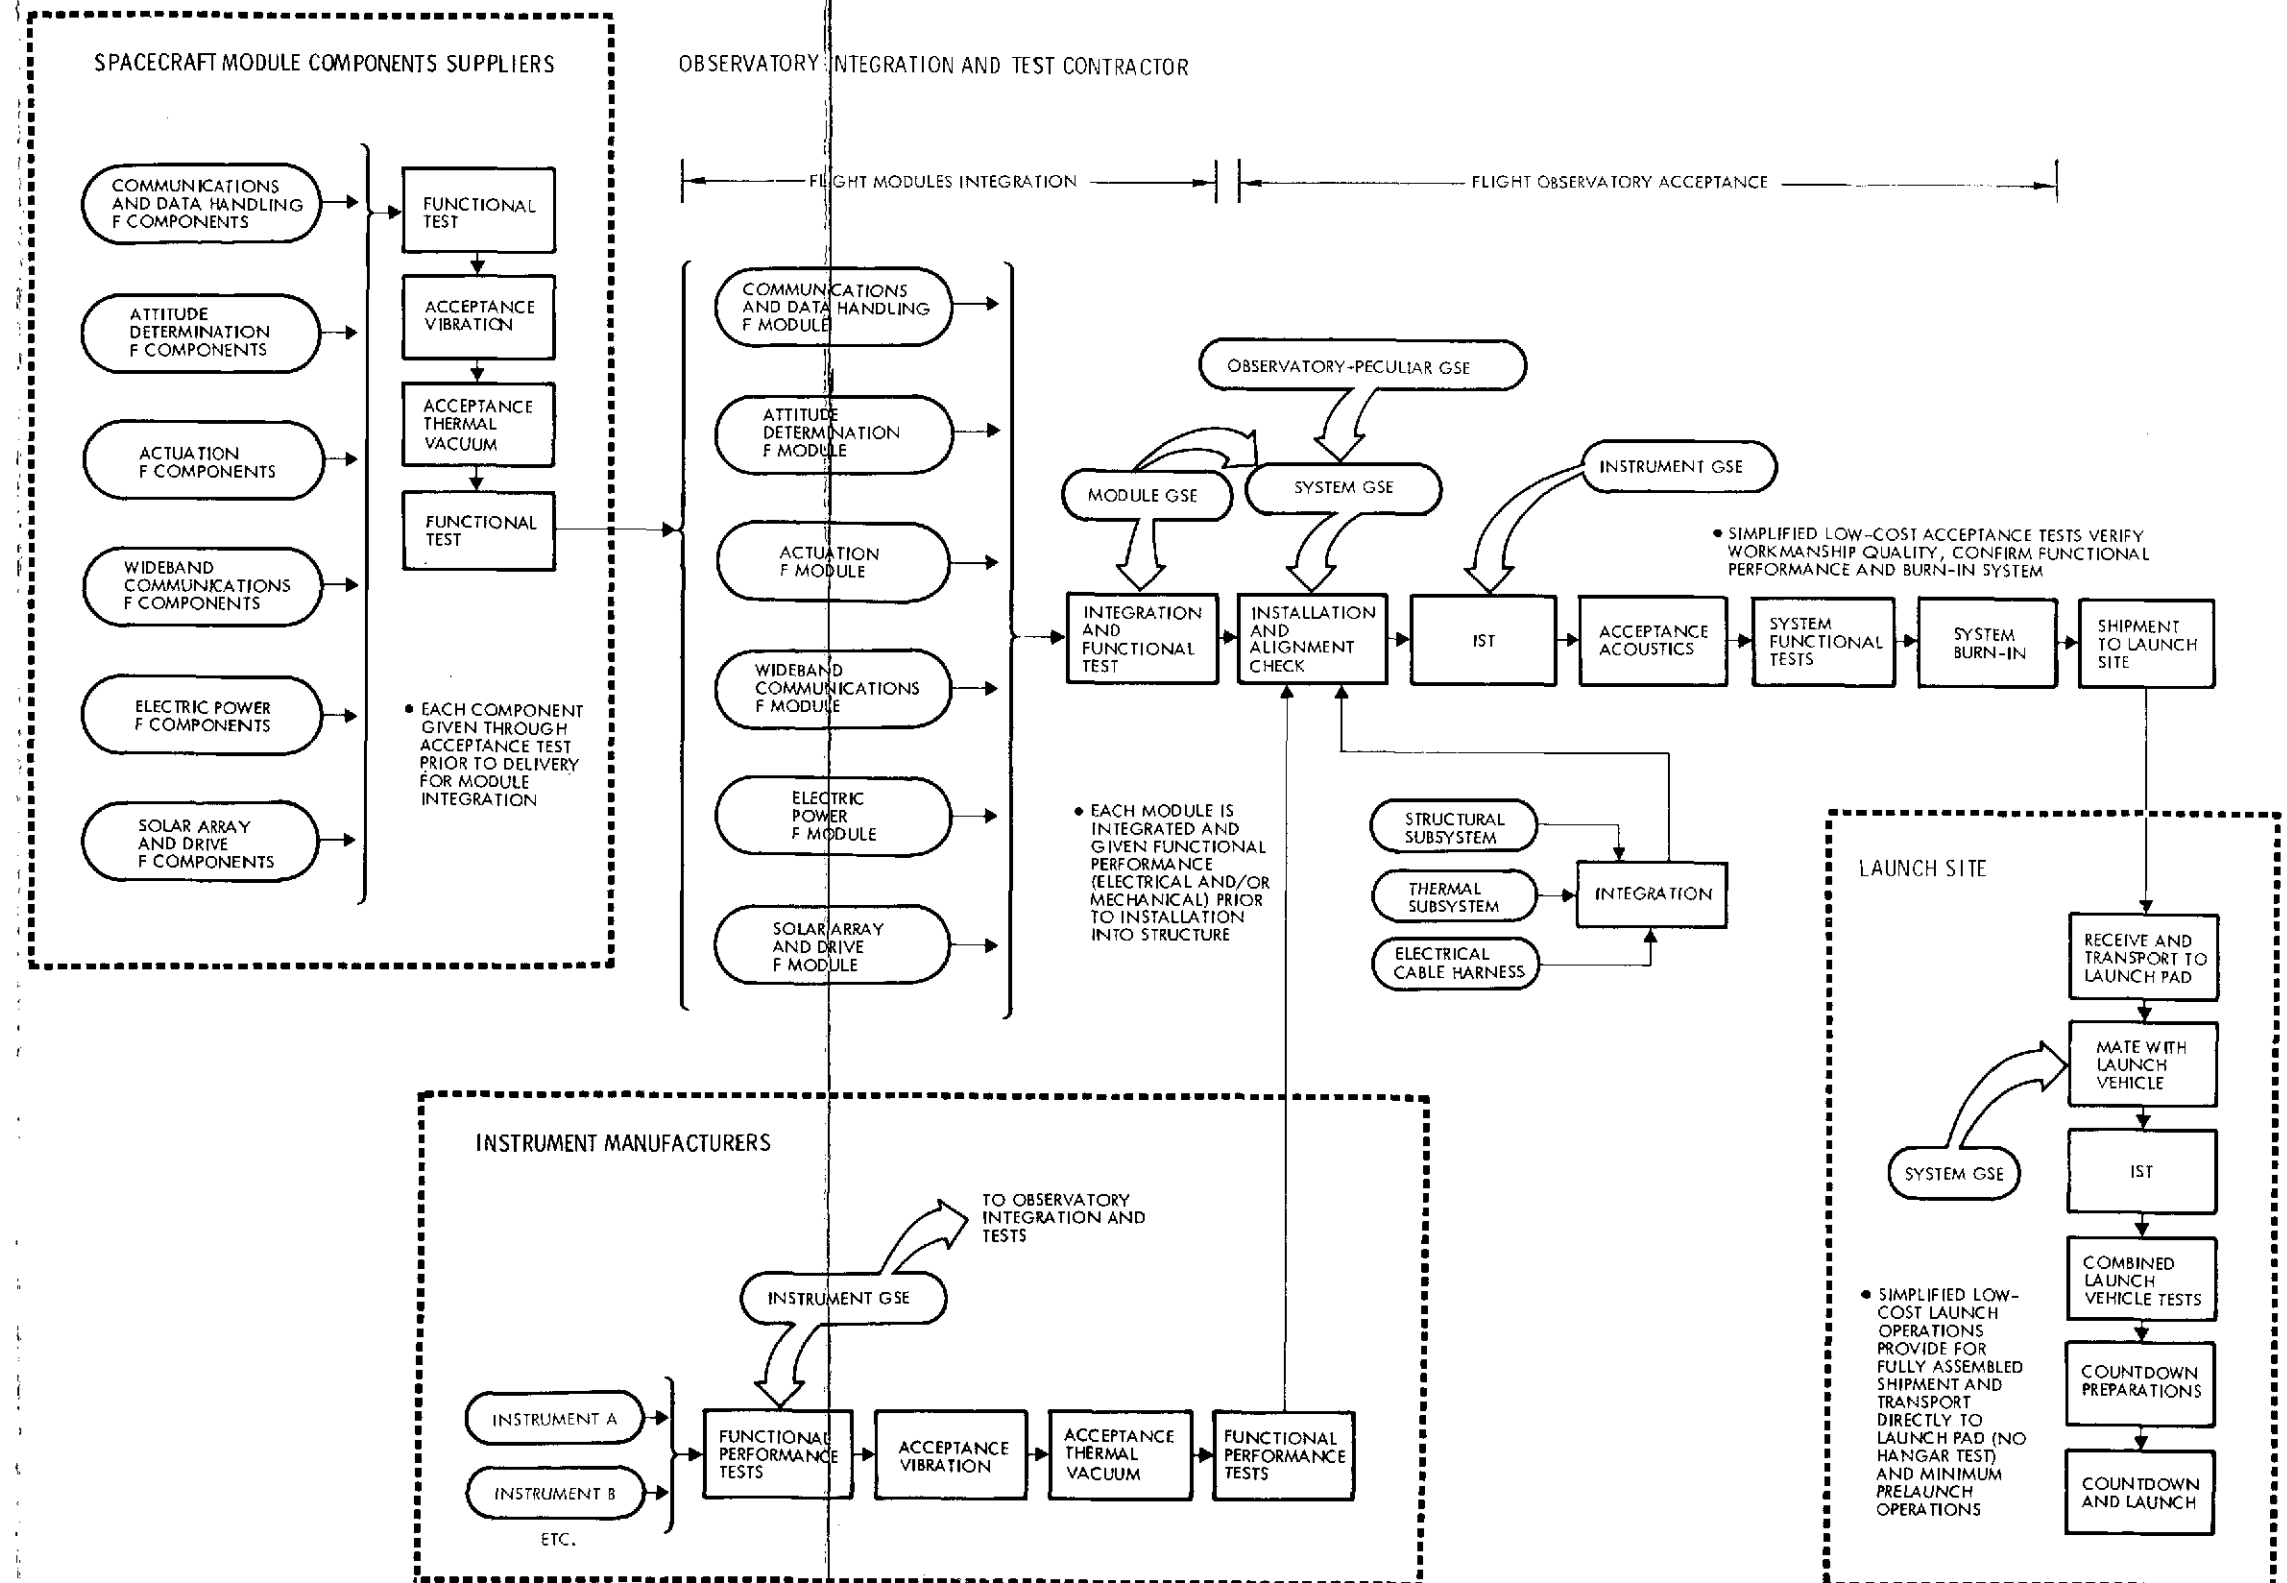 SPACECRAFT MODULE COMPONENTS SUPPLIERS
COMMUNICATIONS
AND DATA HANDLING
F COMPONENTS
ATTITUDE
DETERMINATION
F COMPONENTS
ACTUATION
F COMPONENTS
WIDEBAND
COMMUNICATIONS
F COMPONENTS
ELECTRIC POWER
F COMPONENTS
SOLAR ARRAY
AND DRIVE
F COMPONENTS
FUNCTIONAL
TEST
ACCEPTANCE
VIBRATION
ACCEPTANCE
THERMAL
VACUUM
FUNCTIONAL
TEST
• EACH COMPONENT
GIVEN THROUGH
ACCEPTANCE TEST
PRIOR TO DELIVERY
FOR MODULE
INTEGRATION
OBSERVATORY INTEGRATION AND TEST CONTRACTOR
FLIGHT MODULES INTEGRATION
FLIGHT OBSERVATORY ACCEPTANCE
COMMUNICATIONS
AND DATA HANDLING
F MODULE
ATTITUDE
DETERMINATION
F MODULE
ACTUATION
F MODULE
WIDEBAND
COMMUNICATIONS
F MODULE
ELECTRIC
POWER
F MODULE
SOLAR ARRAY
AND DRIVE
F MODULE
OBSERVATORY-PECULIAR GSE
MODULE GSE
SYSTEM GSE
INSTRUMENT GSE
• SIMPLIFIED LOW-COST ACCEPTANCE TESTS VERIFY
WORKMANSHIP QUALITY, CONFIRM FUNCTIONAL
PERFORMANCE AND BURN-IN SYSTEM
INTEGRATION
AND
FUNCTIONAL
TEST
INSTALLATION
AND
ALIGNMENT
CHECK
IST
ACCEPTANCE
ACOUSTICS
SYSTEM
FUNCTIONAL
TESTS
SYSTEM
BURN-IN
SHIPMENT
TO LAUNCH
SITE
• EACH MODULE IS
INTEGRATED AND
GIVEN FUNCTIONAL
PERFORMANCE
(ELECTRICAL AND/OR
MECHANICAL) PRIOR
TO INSTALLATION
INTO STRUCTURE
STRUCTURAL
SUBSYSTEM
THERMAL
SUBSYSTEM
ELECTRICAL
CABLE HARNESS
INTEGRATION
INSTRUMENT MANUFACTURERS
TO OBSERVATORY
INTEGRATION AND
TESTS
INSTRUMENT GSE
INSTRUMENT A
INSTRUMENT B
ETC.
FUNCTIONAL
PERFORMANCE
TESTS
ACCEPTANCE
VIBRATION
ACCEPTANCE
THERMAL
VACUUM
FUNCTIONAL
PERFORMANCE
TESTS
LAUNCH SITE
RECEIVE AND
TRANSPORT TO
LAUNCH PAD
MATE WITH
LAUNCH
VEHICLE
SYSTEM GSE
IST
COMBINED
LAUNCH
VEHICLE TESTS
COUNTDOWN
PREPARATIONS
COUNTDOWN
AND LAUNCH
• SIMPLIFIED LOW-
COST LAUNCH
OPERATIONS
PROVIDE FOR
FULLY ASSEMBLED
SHIPMENT AND
TRANSPORT
DIRECTLY TO
LAUNCH PAD (NO
HANGAR TEST)
AND MINIMUM
PRELAUNCH
OPERATIONS